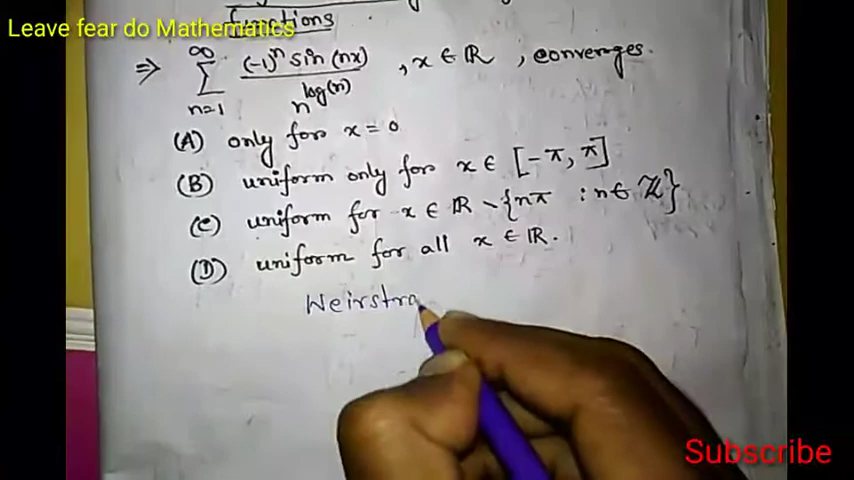 Leave fear do Mathematics
functions
⇒ ∞ Σ n=1 (-1)^n sin(nx) / n^log(n) , x ∈ ℝ , converges.
(A) only for x = 0
(B) uniform only for x ∈ [-π, π]
(C) uniform for x ∈ ℝ \ {nπ : n ∈ ℤ}
(D) uniform for all x ∈ ℝ.
Weirstra
Subscribe